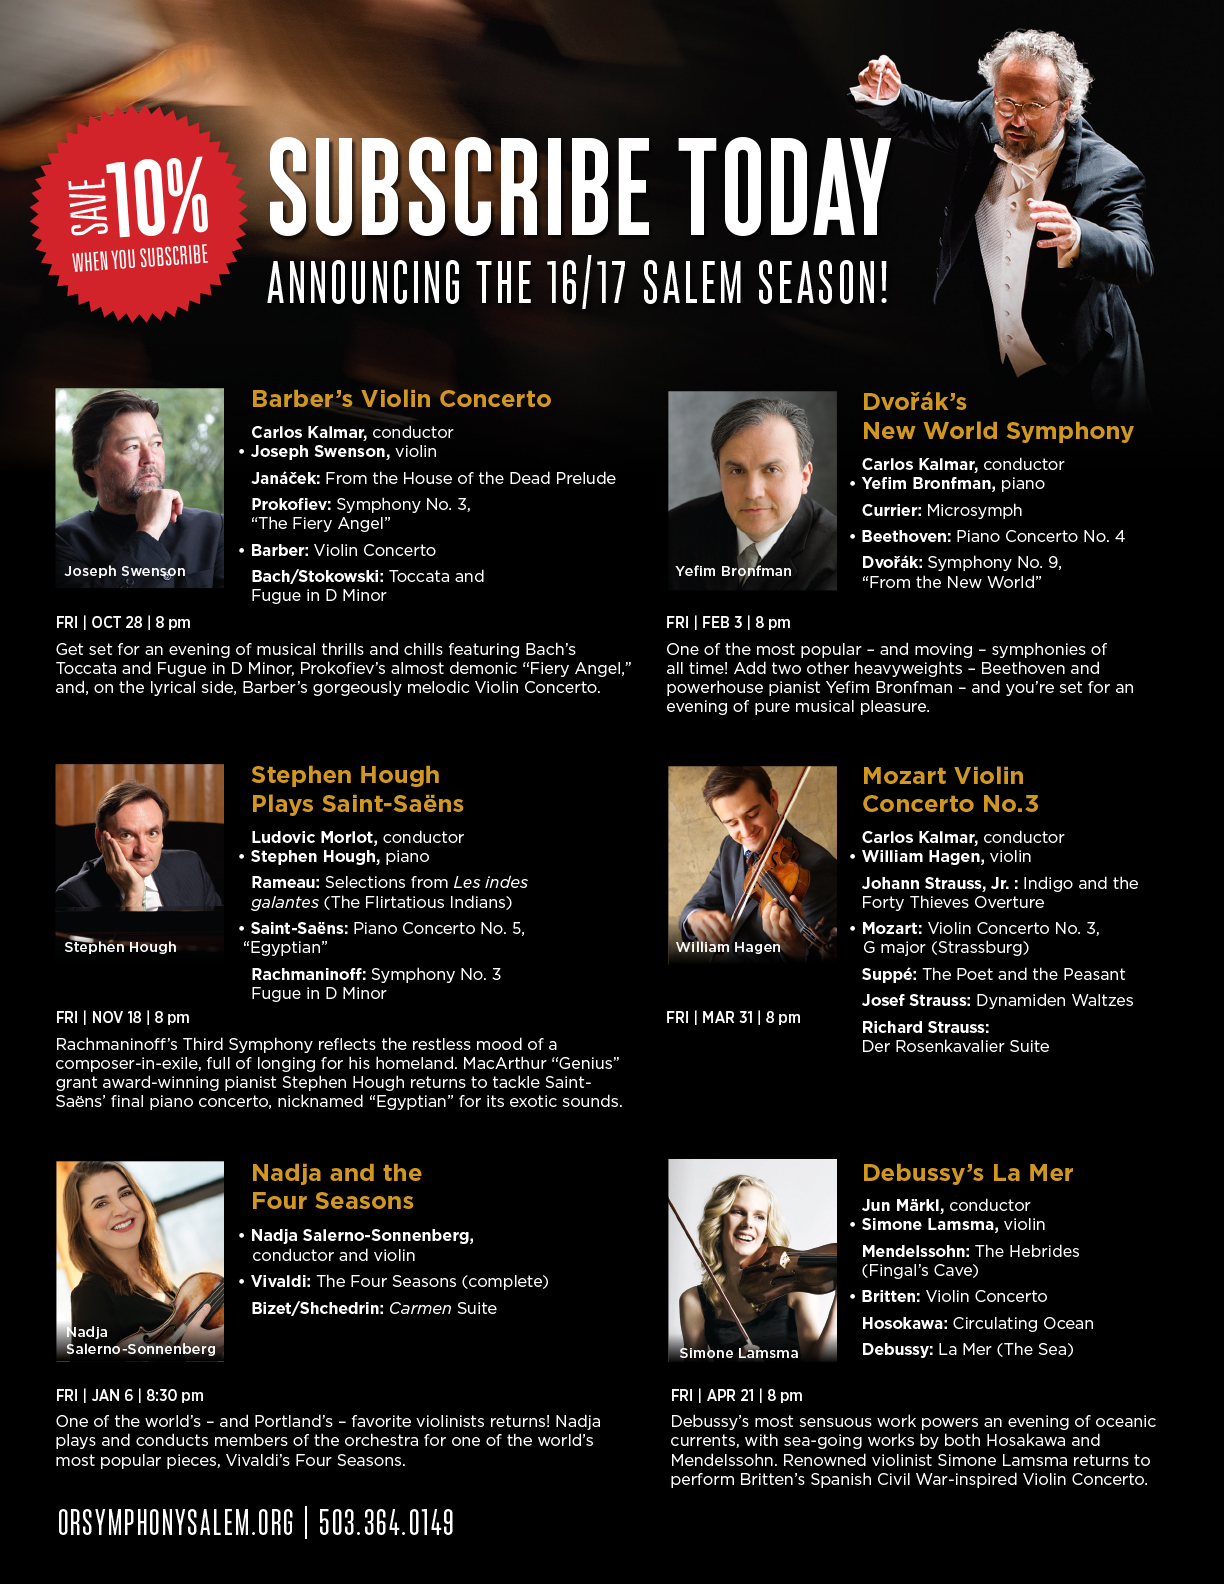 SAVE 10%
WHEN YOU SUBSCRIBE
SUBSCRIBE TODAY
ANNOUNCING THE 16/17 SALEM SEASON!
Joseph Swenson
Barber’s Violin Concerto
Carlos Kalmar, conductor
• Joseph Swenson, violin
Janáček: From the House of the Dead Prelude
Prokofiev: Symphony No. 3,
“The Fiery Angel”
• Barber: Violin Concerto
Bach/Stokowski: Toccata and
Fugue in D Minor
FRI | OCT 28 | 8 pm
Get set for an evening of musical thrills and chills featuring Bach’s
Toccata and Fugue in D Minor, Prokofiev’s almost demonic “Fiery Angel,”
and, on the lyrical side, Barber’s gorgeously melodic Violin Concerto.
Yefim Bronfman
Dvořák’s
New World Symphony
Carlos Kalmar, conductor
• Yefim Bronfman, piano
Currier: Microsymph
• Beethoven: Piano Concerto No. 4
Dvořák: Symphony No. 9,
“From the New World”
FRI | FEB 3 | 8 pm
One of the most popular – and moving – symphonies of
all time! Add two other heavyweights – Beethoven and
powerhouse pianist Yefim Bronfman – and you’re set for an
evening of pure musical pleasure.
Stephen Hough
Stephen Hough
Plays Saint-Saëns
Ludovic Morlot, conductor
• Stephen Hough, piano
Rameau: Selections from Les indes
galantes (The Flirtatious Indians)
• Saint-Saëns: Piano Concerto No. 5,
“Egyptian”
Rachmaninoff: Symphony No. 3
Fugue in D Minor
FRI | NOV 18 | 8 pm
Rachmaninoff’s Third Symphony reflects the restless mood of a
composer-in-exile, full of longing for his homeland. MacArthur “Genius”
grant award-winning pianist Stephen Hough returns to tackle Saint-
Saëns’ final piano concerto, nicknamed “Egyptian” for its exotic sounds.
William Hagen
Mozart Violin
Concerto No.3
Carlos Kalmar, conductor
• William Hagen, violin
Johann Strauss, Jr. : Indigo and the
Forty Thieves Overture
• Mozart: Violin Concerto No. 3,
G major (Strassburg)
Suppé: The Poet and the Peasant
Josef Strauss: Dynamiden Waltzes
Richard Strauss:
Der Rosenkavalier Suite
FRI | MAR 31 | 8 pm
Nadja
Salerno-Sonnenberg
Nadja and the
Four Seasons
• Nadja Salerno-Sonnenberg,
conductor and violin
• Vivaldi: The Four Seasons (complete)
Bizet/Shchedrin: Carmen Suite
FRI | JAN 6 | 8:30 pm
One of the world’s – and Portland’s – favorite violinists returns! Nadja
plays and conducts members of the orchestra for one of the world’s
most popular pieces, Vivaldi’s Four Seasons.
Simone Lamsma
Debussy’s La Mer
Jun Märkl, conductor
• Simone Lamsma, violin
Mendelssohn: The Hebrides
(Fingal’s Cave)
• Britten: Violin Concerto
Hosokawa: Circulating Ocean
Debussy: La Mer (The Sea)
FRI | APR 21 | 8 pm
Debussy’s most sensuous work powers an evening of oceanic
currents, with sea-going works by both Hosakawa and
Mendelssohn. Renowned violinist Simone Lamsma returns to
perform Britten’s Spanish Civil War-inspired Violin Concerto.
ORSYMPHONYSALEM.ORG | 503.364.0149